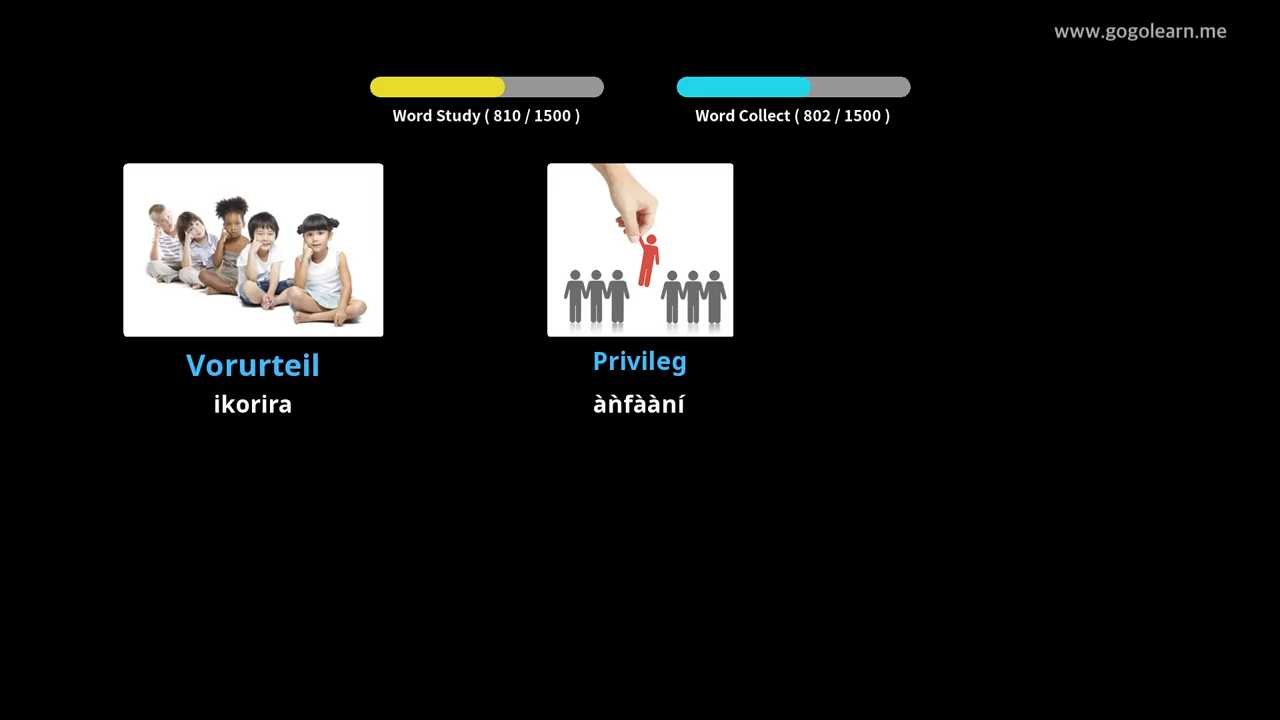 www.gogolearn.me
Word Study ( 810 / 1500 )
Word Collect ( 802 / 1500 )
Vorurteil
ikorira
Privileg
àǹfààní